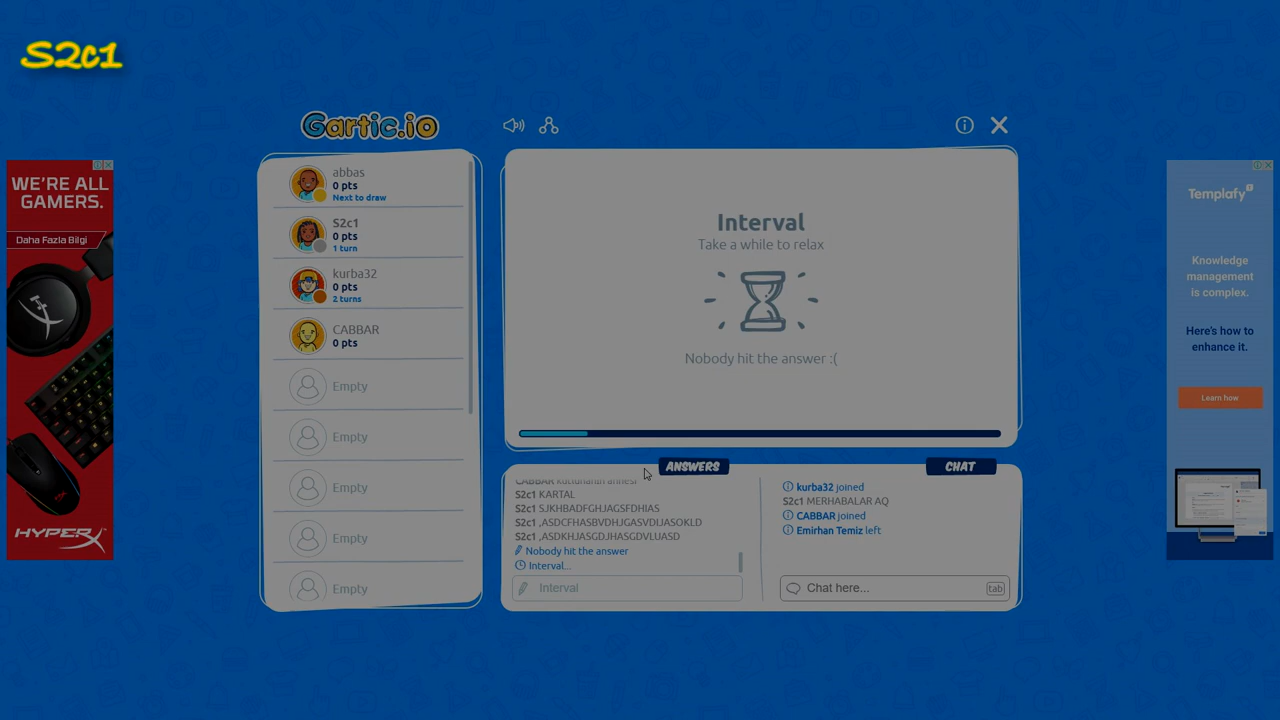 S2c1
Gartic.io
WE'RE ALL
GAMERS.
Daha Fazla Bilgi
HYPERX
abbas
0 pts
Next to draw
S2c1
0 pts
1 turn
kurba32
0 pts
2 turns
CABBAR
0 pts
Empty
Empty
Empty
Empty
Empty
Interval
Take a while to relax
Nobody hit the answer :(
ANSWERS
CABBAR
S2c1 KARTAL
S2c1 SJKHBADFGHJAGSFDHIAS
S2c1 ,ASDCFHASBVDHJGASVDIJASOKLD
S2c1 ,ASDKHJASGDJHASGDVLUASD
Nobody hit the answer
Interval...
Interval
CHAT
kurba32 joined
S2c1 MERHABALAR AQ
CABBAR joined
Emirhan Temiz left
Chat here...
tab
Templafy
Knowledge
management
is complex.
Here's how to
enhance it.
Learn how